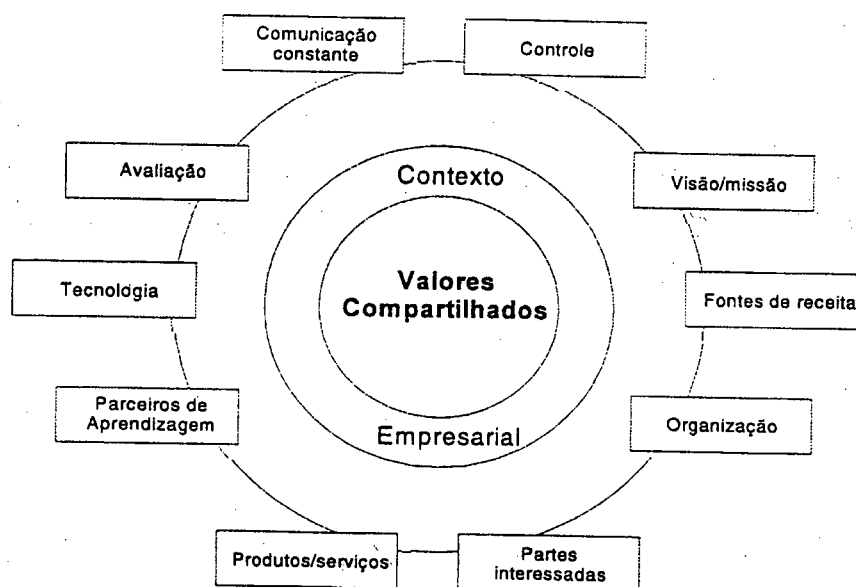 Comunicação
constante
Controle
Avaliação
Contexto
Visão/missão
Tecnologia
Valores
Compartilhados
Fontes de receita
Parceiros de
Aprendizagem
Empresarial
Organização
Produtos/serviços
Partes
interessadas